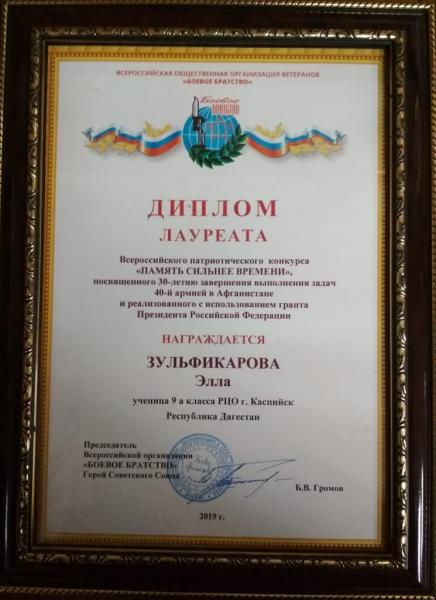 ВСЕРОССИЙСКАЯ ОБЩЕСТВЕННАЯ ОРГАНИЗАЦИЯ ВЕТЕРАНОВ
«БОЕВОЕ БРАТСТВО»
Боевое
БРАТСТВО
ДИПЛОМ
ЛАУРЕАТА
Всероссийского патриотического конкурса
«ПАМЯТЬ СИЛЬНЕЕ ВРЕМЕНИ»,
посвященного 30-летию завершения выполнения задач
40-й армией в Афганистане
и реализованного с использованием гранта
Президента Российской Федерации
НАГРАЖДАЕТСЯ
ЗУЛЬФИКАРОВА
Элла
ученица 9 а класса РЦО г. Каспийск
Республика Дагестан
Председатель
Всероссийской организации
«БОЕВОЕ БРАТСТВО»
Герой Советского Союза
Б.В. Громов
2019 г.